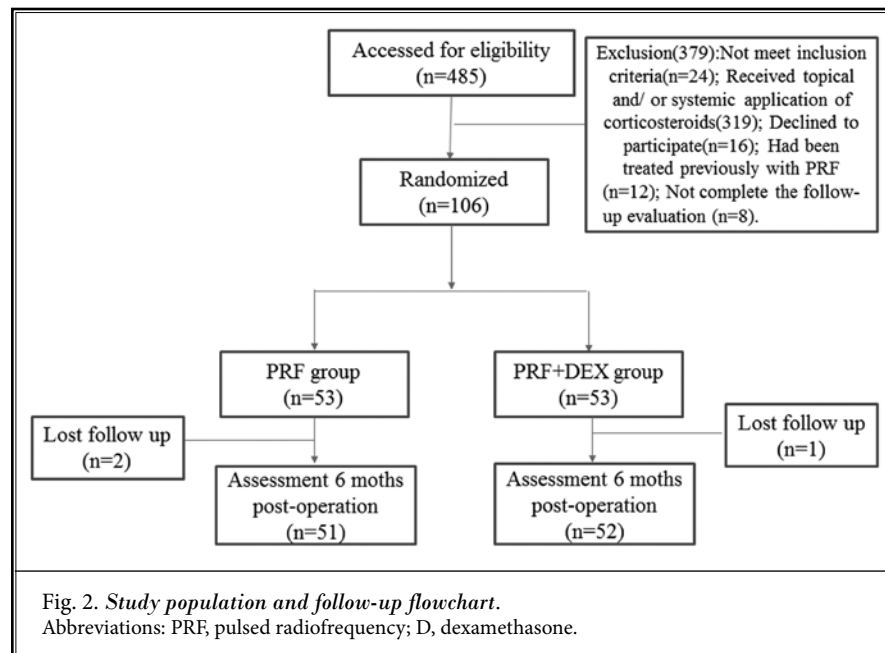 Accessed for eligibility
(n=485)
Exclusion(379):Not meet inclusion
criteria(n=24); Received topical
and/ or systemic application of
corticosteroids(319); Declined to
participate(n=16); Had been
treated previously with PRF
(n=12); Not complete the follow-
up evaluation (n=8).
Randomized
(n=106)
PRF group
(n=53)
PRF+DEX group
(n=53)
Lost follow up
(n=2)
Lost follow up
(n=1)
Assessment 6 moths
post-operation
(n=51)
Assessment 6 moths
post-operation
(n=52)
Fig. 2. Study population and follow-up flowchart.
Abbreviations: PRF, pulsed radiofrequency; D, dexamethasone.